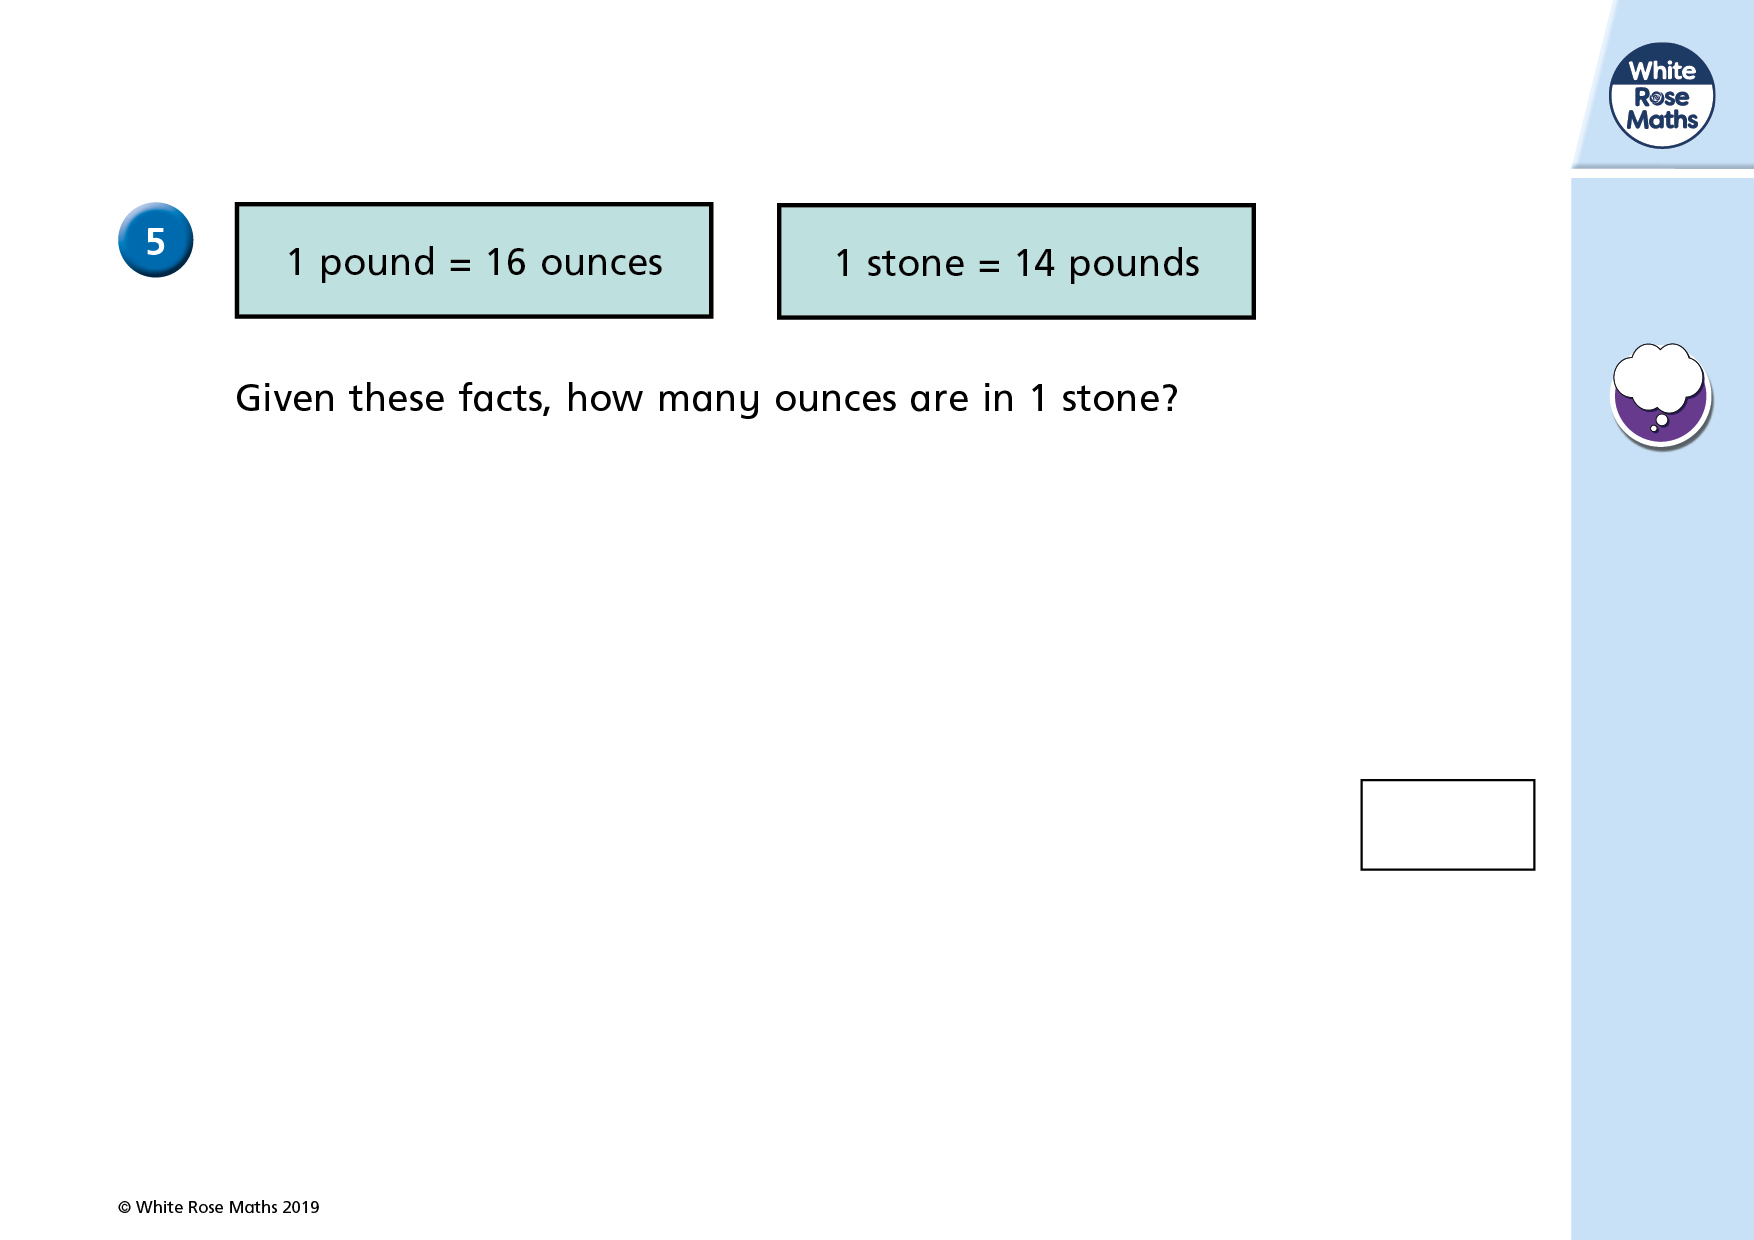 White
Rose
Maths
5
1 pound = 16 ounces
1 stone = 14 pounds
Given these facts, how many ounces are in 1 stone?
© White Rose Maths 2019